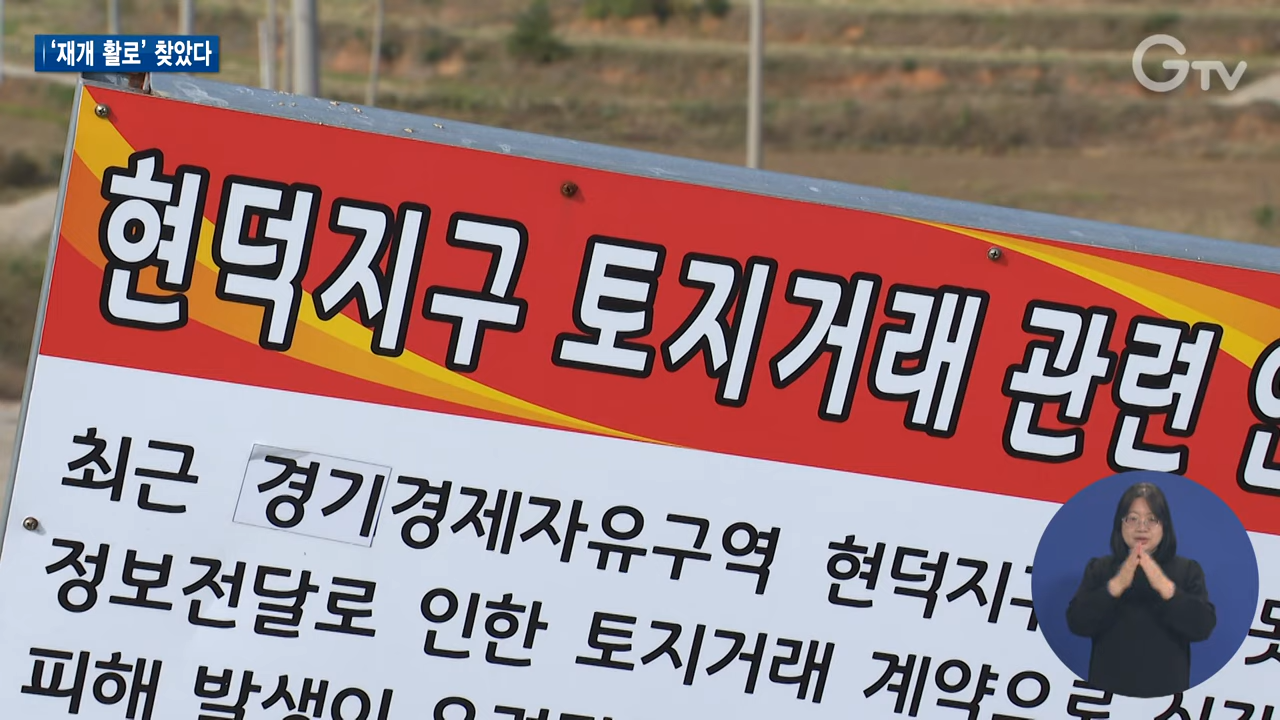 ‘재개 활로’ 찾았다
GTV
현덕지구 토지거래 관련
최근 경기경제자유구역 현덕지구
정보전달로 인한 토지거래 계약으로
피해 발생이